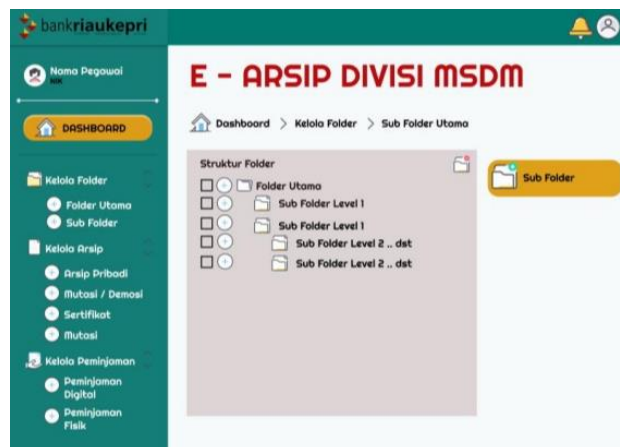 bankriaukepri
Nama Pegawai
NIK
DASHBOARD
Kelola Folder
Folder Utama
Sub Folder
Kelola Arsip
Arsip Pribadi
Mutasi / Demosi
Sertifikat
Mutasi
Kelola Peminjaman
Peminjaman
Digital
Peminjaman
Fisik
E - ARSIP DIVISI MSDM
Dashboard > Kelola Folder > Sub Folder Utama
Struktur Folder
Folder Utama
Sub Folder Level 1
Sub Folder Level 1
Sub Folder Level 2 .. dst
Sub Folder Level 2 .. dst
Sub Folder